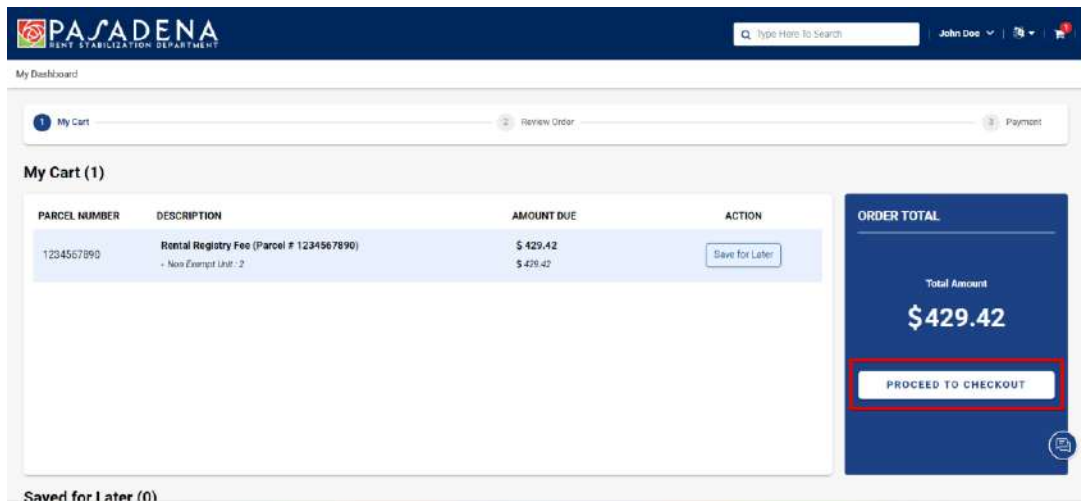 PASADENA
RENT STABILIZATION DEPARTMENT
Type Here To Search
John Doe
1
My Dashboard
1 My Cart
2 Review Order
3 Payment
My Cart (1)
PARCEL NUMBER DESCRIPTION AMOUNT DUE ACTION
1234567890 Rental Registry Fee (Parcel # 1234567890) $ 429.42 Save for Later
- Non Exempt Unit : 2 $ 429.42
ORDER TOTAL
Total Amount
$429.42
PROCEED TO CHECKOUT
Saved for Later (0)